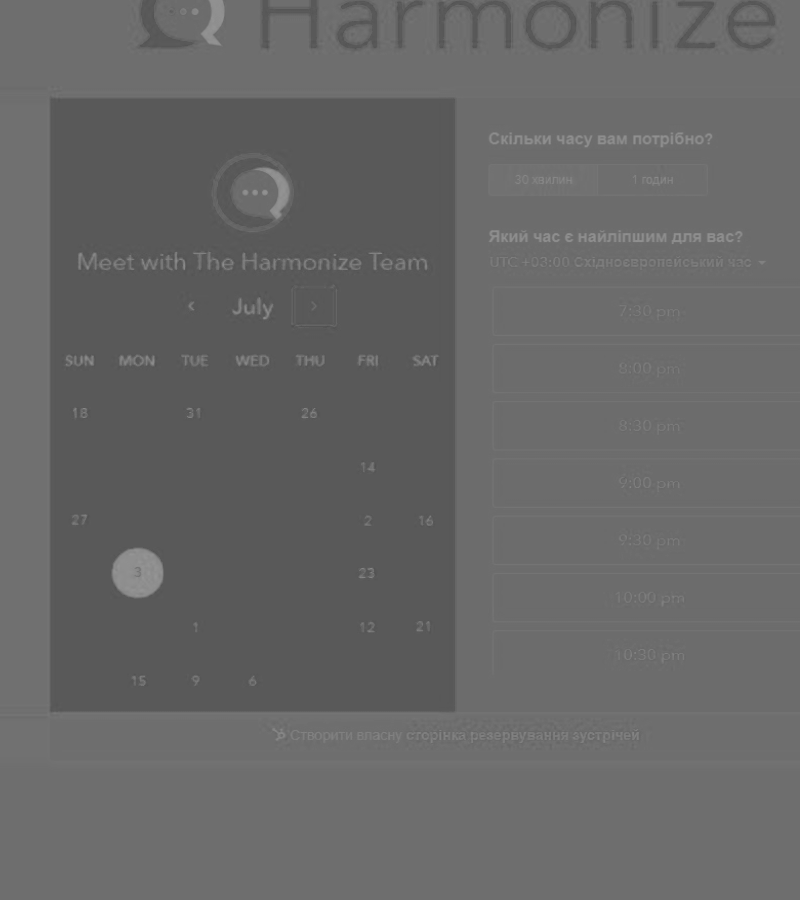 Harmonize
Meet with The Harmonize Team
July
SUN MON TUE WED THU FRI SAT
18 31 26
14
27 2 16
3 23
1 12 21
15 9 6
Скільки часу вам потрібно?
30 хвилин 1 годин
Який час є найліпшим для вас?
UTC +03:00 Східноєвропейський час
7:30 pm
8:00 pm
8:30 pm
9:00 pm
9:30 pm
10:00 pm
10:30 pm
Створити власну сторінка резервування зустрічей